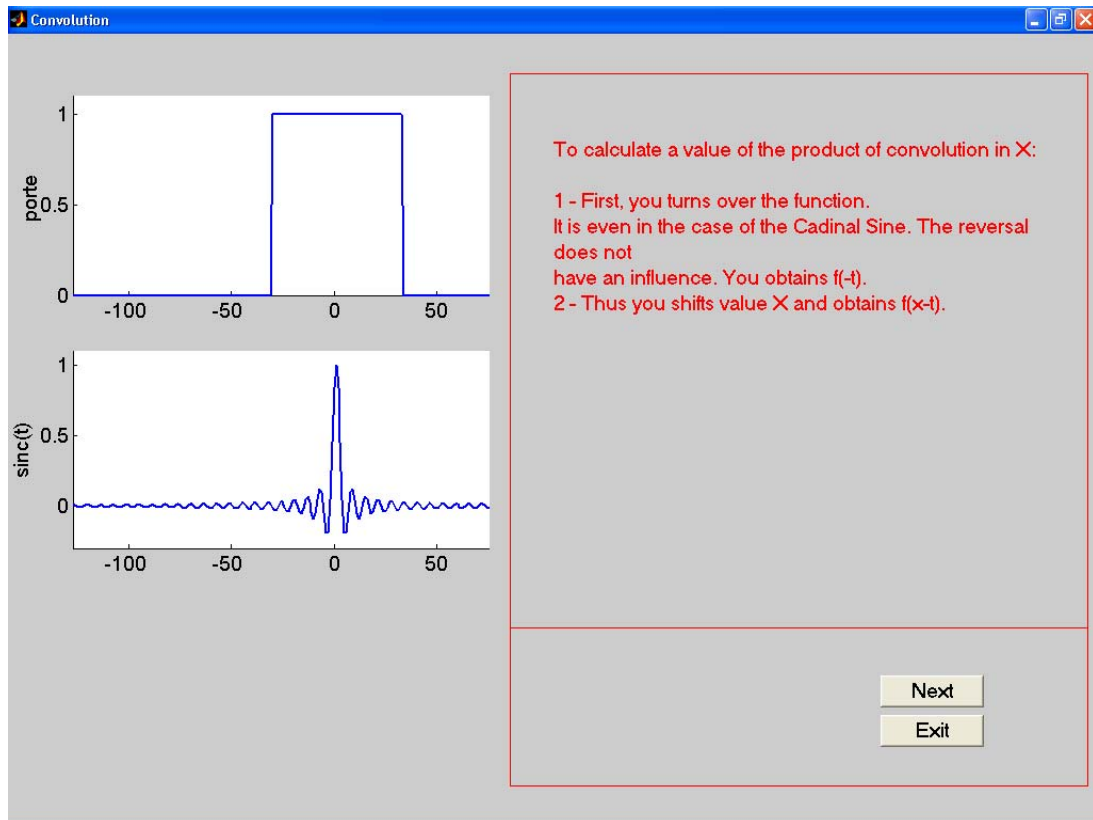 Convolution
porte
1
0.5
0
-100 -50 0 50
sinc(t)
1
0.5
0
-100 -50 0 50
To calculate a value of the product of convolution in X:
1 - First, you turns over the function.
It is even in the case of the Cadinal Sine. The reversal
does not
have an influence. You obtains f(-t).
2 - Thus you shifts value X and obtains f(x-t).
Next
Exit